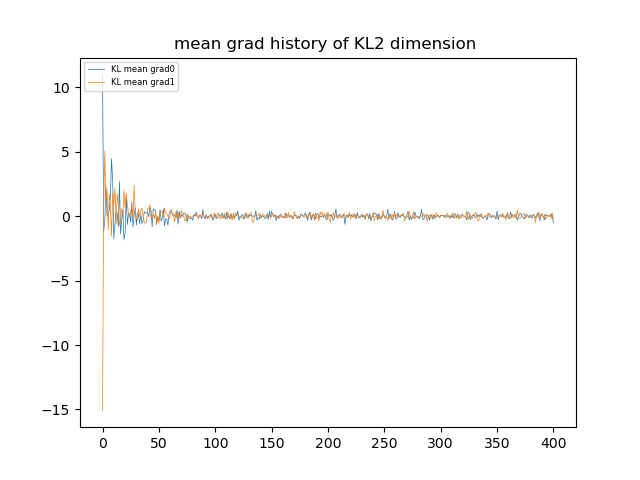 mean grad history of KL2 dimension
KL mean grad0
KL mean grad1
10
5
0
−5
−10
−15
0 50 100 150 200 250 300 350 400